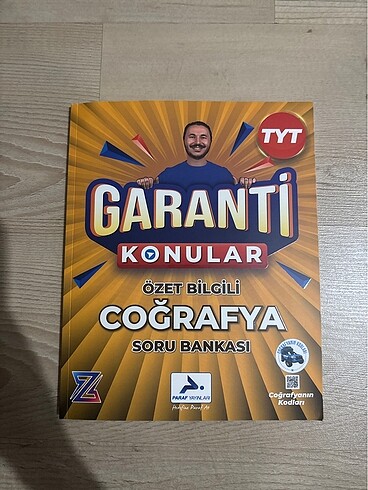 TYT
GARANTİ
KONULAR
ÖZET BİLGİLİ
COĞRAFYA
SORU BANKASI
PARAF YAYINLARI
Coğrafyanın
Kodları